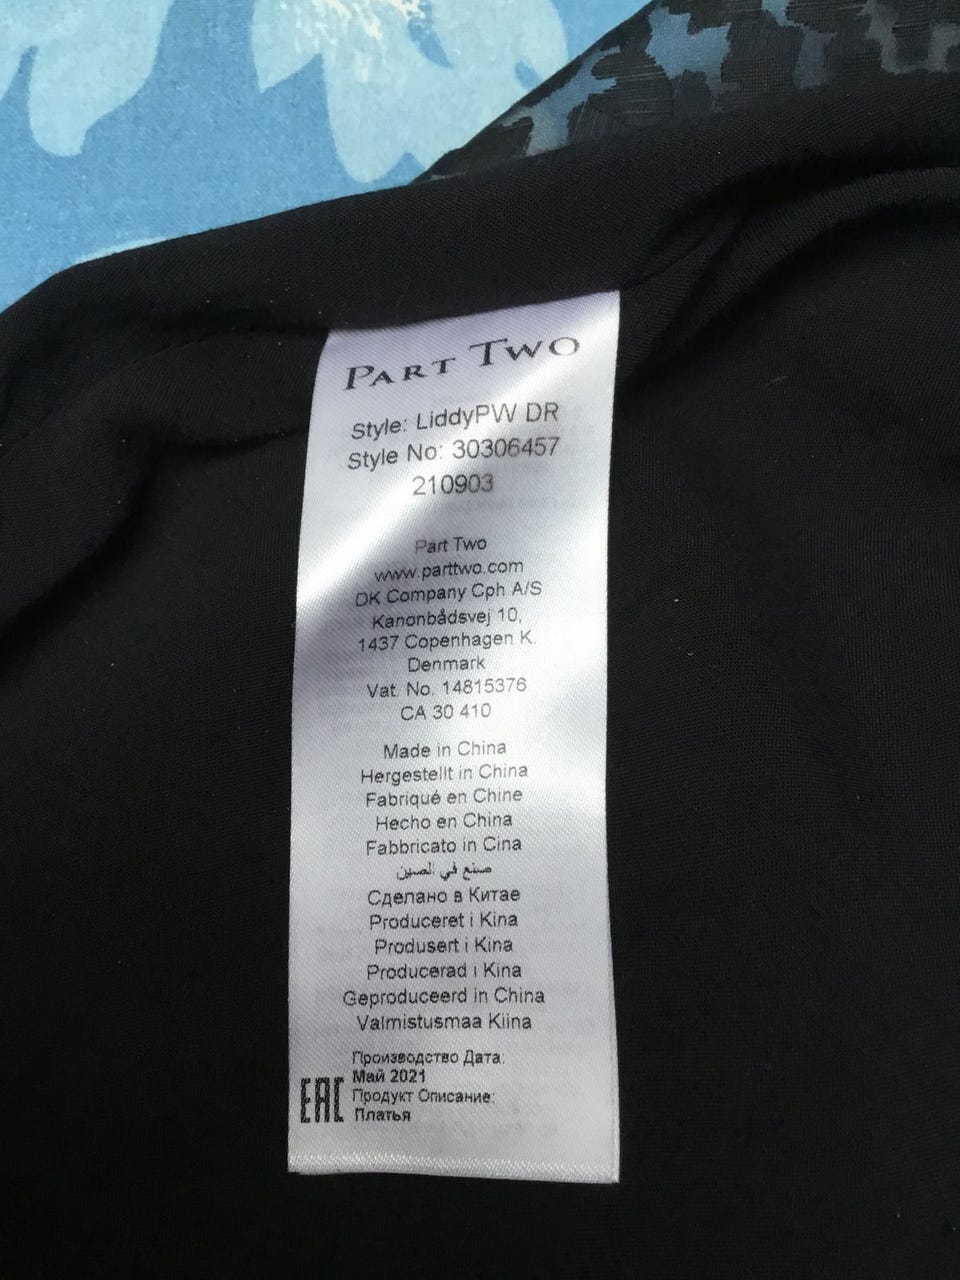 PART TWO
Style: LiddyPW DR
Style No: 30306457
210903
Part Two
www.parttwo.com
DK Company Cph A/S
Kanonbådsvej 10,
1437 Copenhagen K.
Denmark
Vat. No. 14815376
CA 30 410
Made in China
Hergestellt in China
Fabriqué en Chine
Hecho en China
Fabbricato in Cina
صنع في الصين
Сделано в Китае
Produceret i Kina
Produsert i Kina
Producerad i Kina
Geproduceerd in China
Valmistusmaa Kiina
Производство Дата:
Май 2021
Продукт Описание:
Платья
EAC